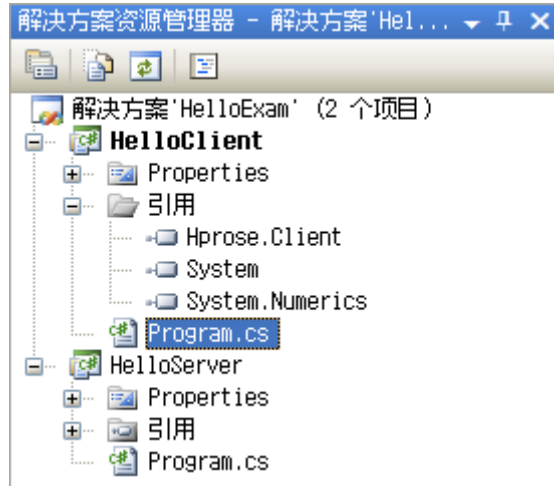 解决方案资源管理器 - 解决方案'Hel...
解决方案'HelloExam' (2 个项目)
HelloClient
Properties
引用
Hprose.Client
System
System.Numerics
Program.cs
HelloServer
Properties
引用
Program.cs